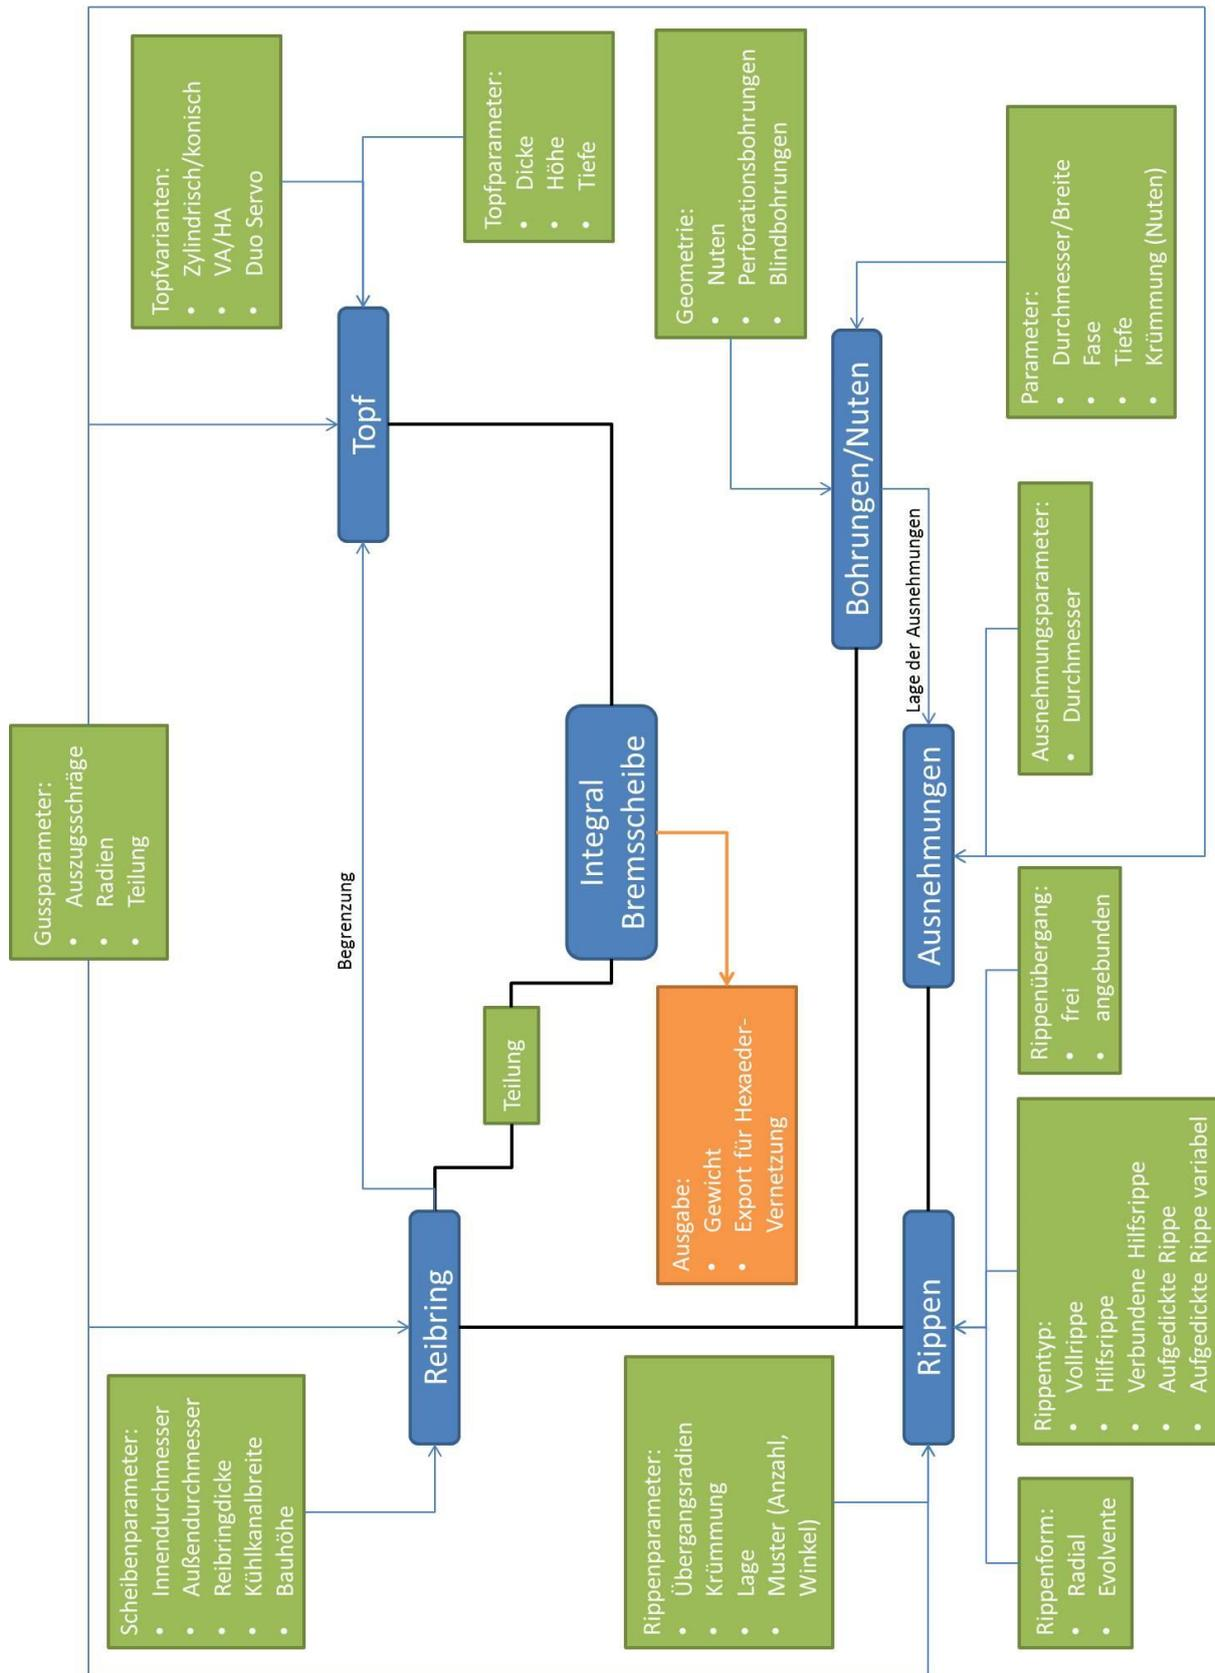 Gussparameter:
• Auszugsschräge
• Radien
• Teilung
Scheibenparameter:
• Innendurchmesser
• Außendurchmesser
• Reibringdicke
• Kühlkanalbreite
• Bauhöhe
Topfvarianten:
• Zylindrisch/konisch
• VA/HA
• Duo Servo
Begrenzung
Reibring
Topf
Topfparameter:
• Dicke
• Höhe
• Tiefe
Teilung
Integral
Bremsscheibe
Rippenparameter:
• Übergangsradien
• Krümmung
• Lage
• Muster (Anzahl,
Winkel)
Ausgabe:
• Gewicht
• Export für Hexaeder-
Vernetzung
Geometrie:
• Nuten
• Perforationsbohrungen
• Blindbohrungen
Bohrungen/Nuten
Lage der Ausnehmungen
Rippen
Ausnehmungen
Rippenform:
• Radial
• Evolvente
Rippentyp:
• Vollrippe
• Hilfsrippe
• Verbundene Hilfsrippe
• Aufgedickte Rippe
• Aufgedickte Rippe variabel
Rippenübergang:
• frei
• angebunden
Ausnehmungsparameter:
• Durchmesser
Parameter:
• Durchmesser/Breite
• Fase
• Tiefe
• Krümmung (Nuten)